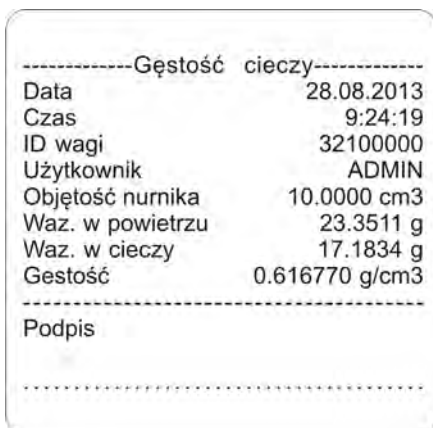 -------------Gęstość cieczy-------------
Data 28.08.2013
Czas 9:24:19
ID wagi 32100000
Użytkownik ADMIN
Objętość nurnika 10.0000 cm3
Waz. w powietrzu 23.3511 g
Waz. w cieczy 17.1834 g
Gestość 0.616770 g/cm3
------------------------------------------------
Podpis
........................................